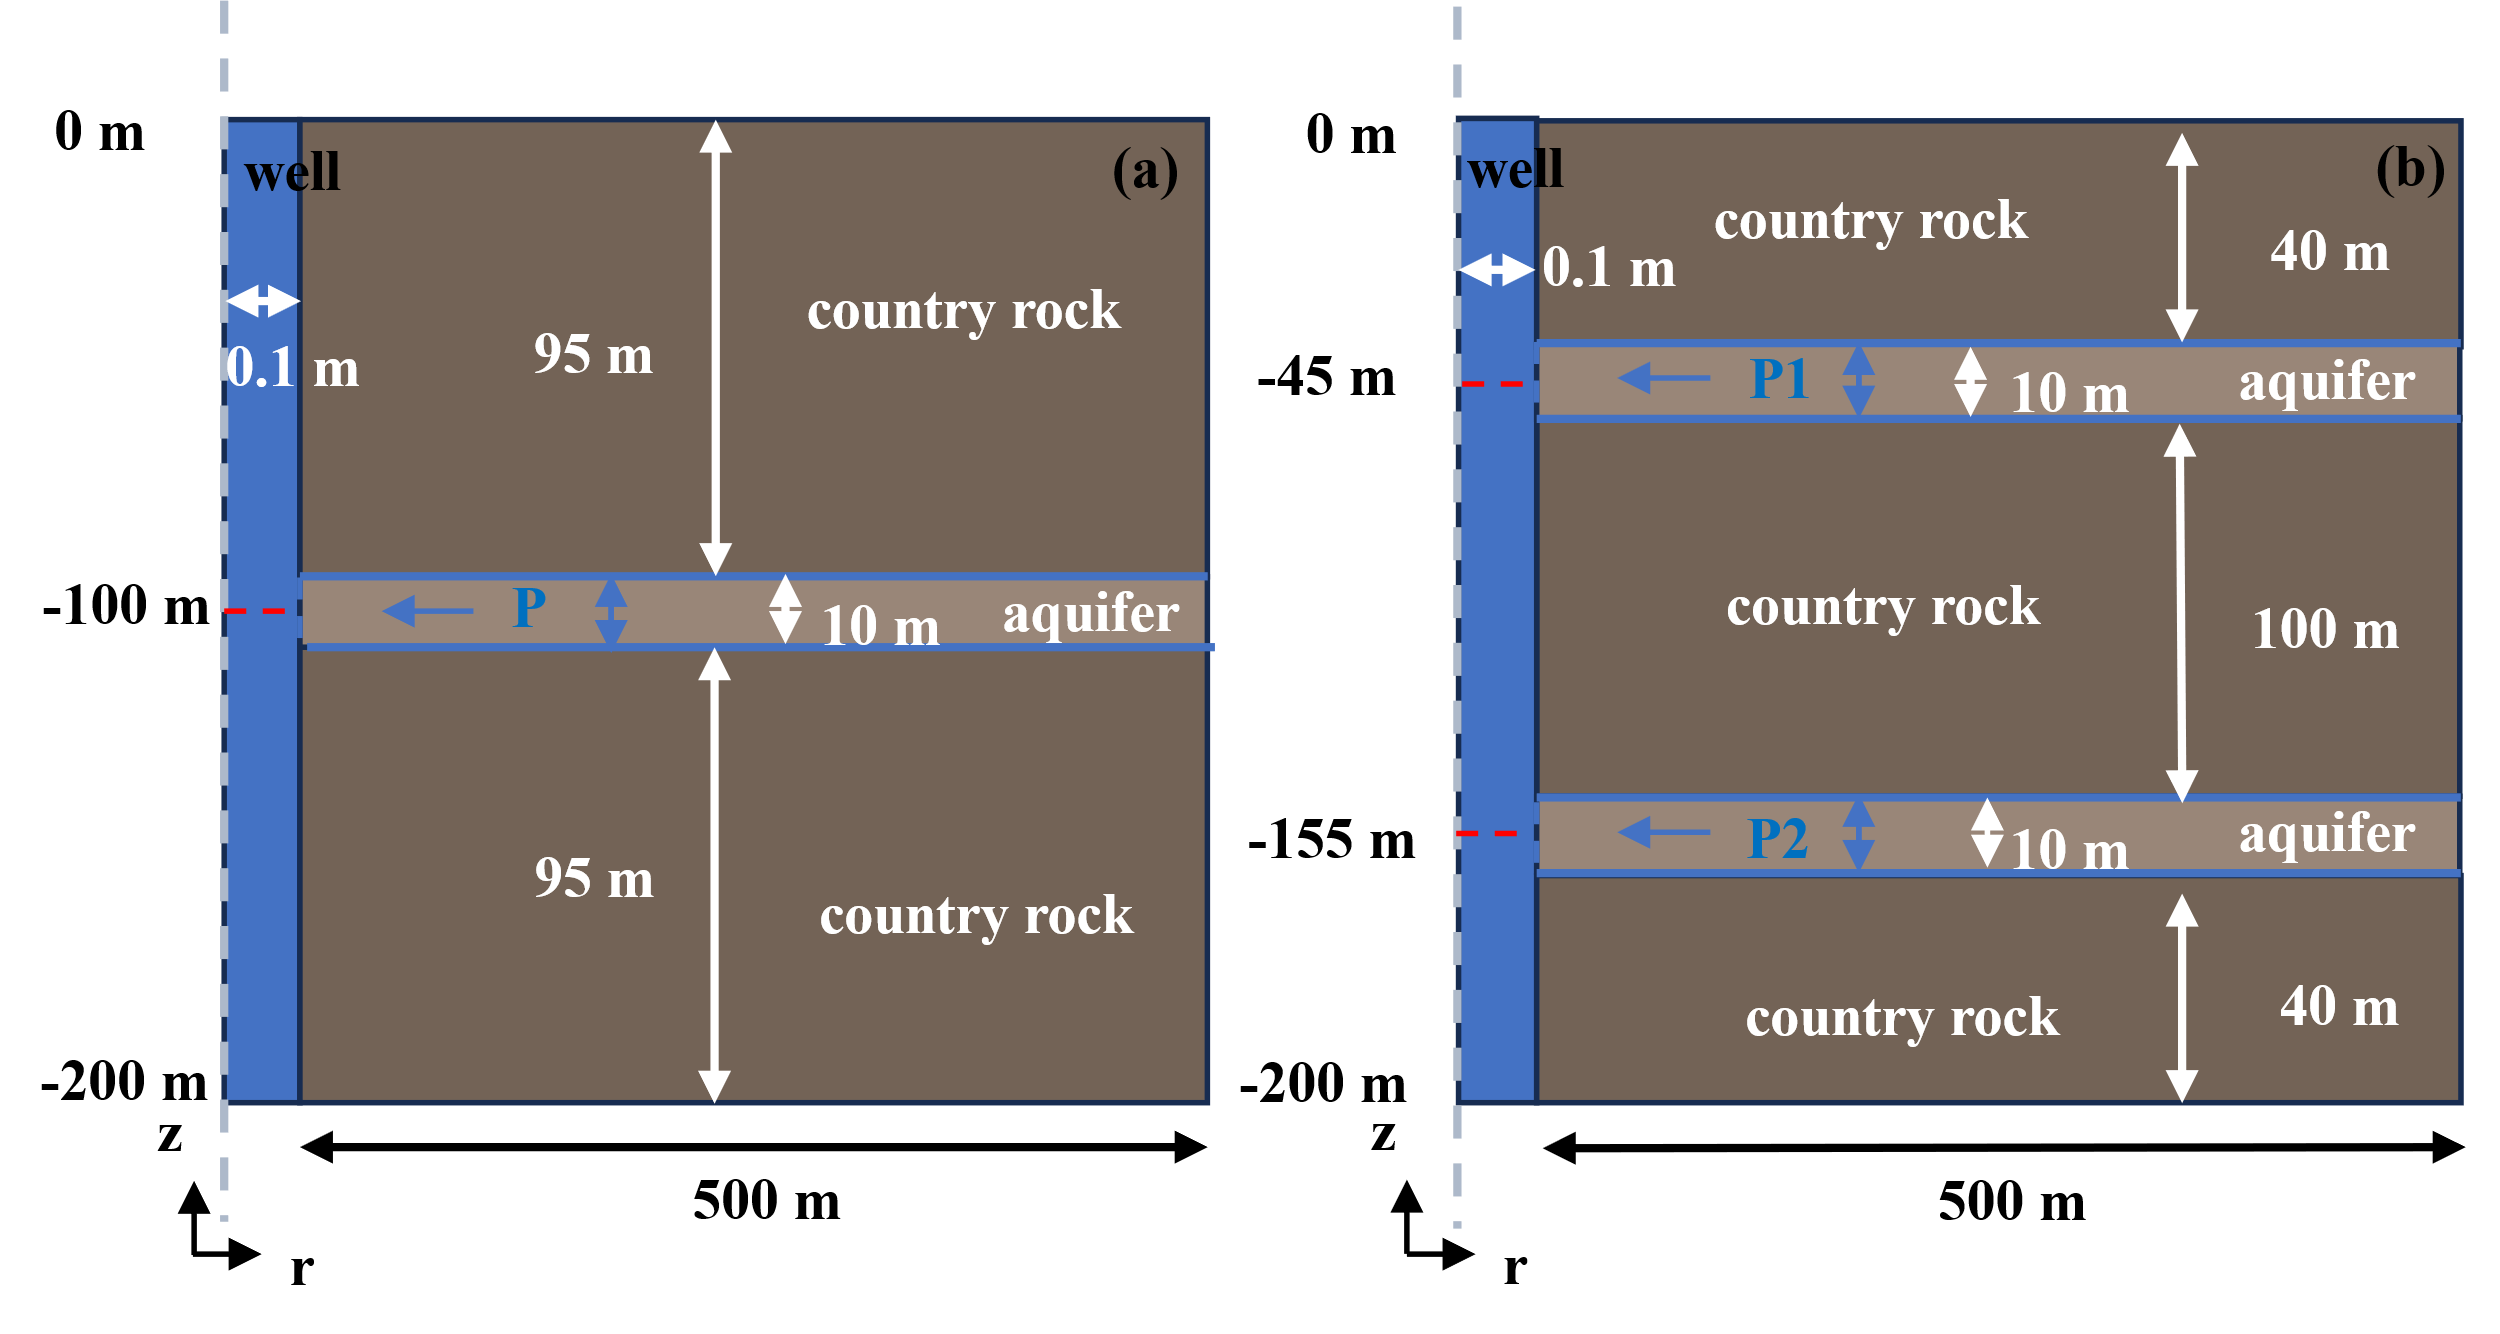 0 m
well
(a)
country rock
95 m
0.1 m
-100 m
P
10 m
aquifer
95 m
country rock
-200 m
z
500 m
r
0 m
well
(b)
country rock
40 m
0.1 m
-45 m
P1
10 m
aquifer
country rock
100 m
-155 m
P2
10 m
aquifer
40 m
country rock
-200 m
z
500 m
r